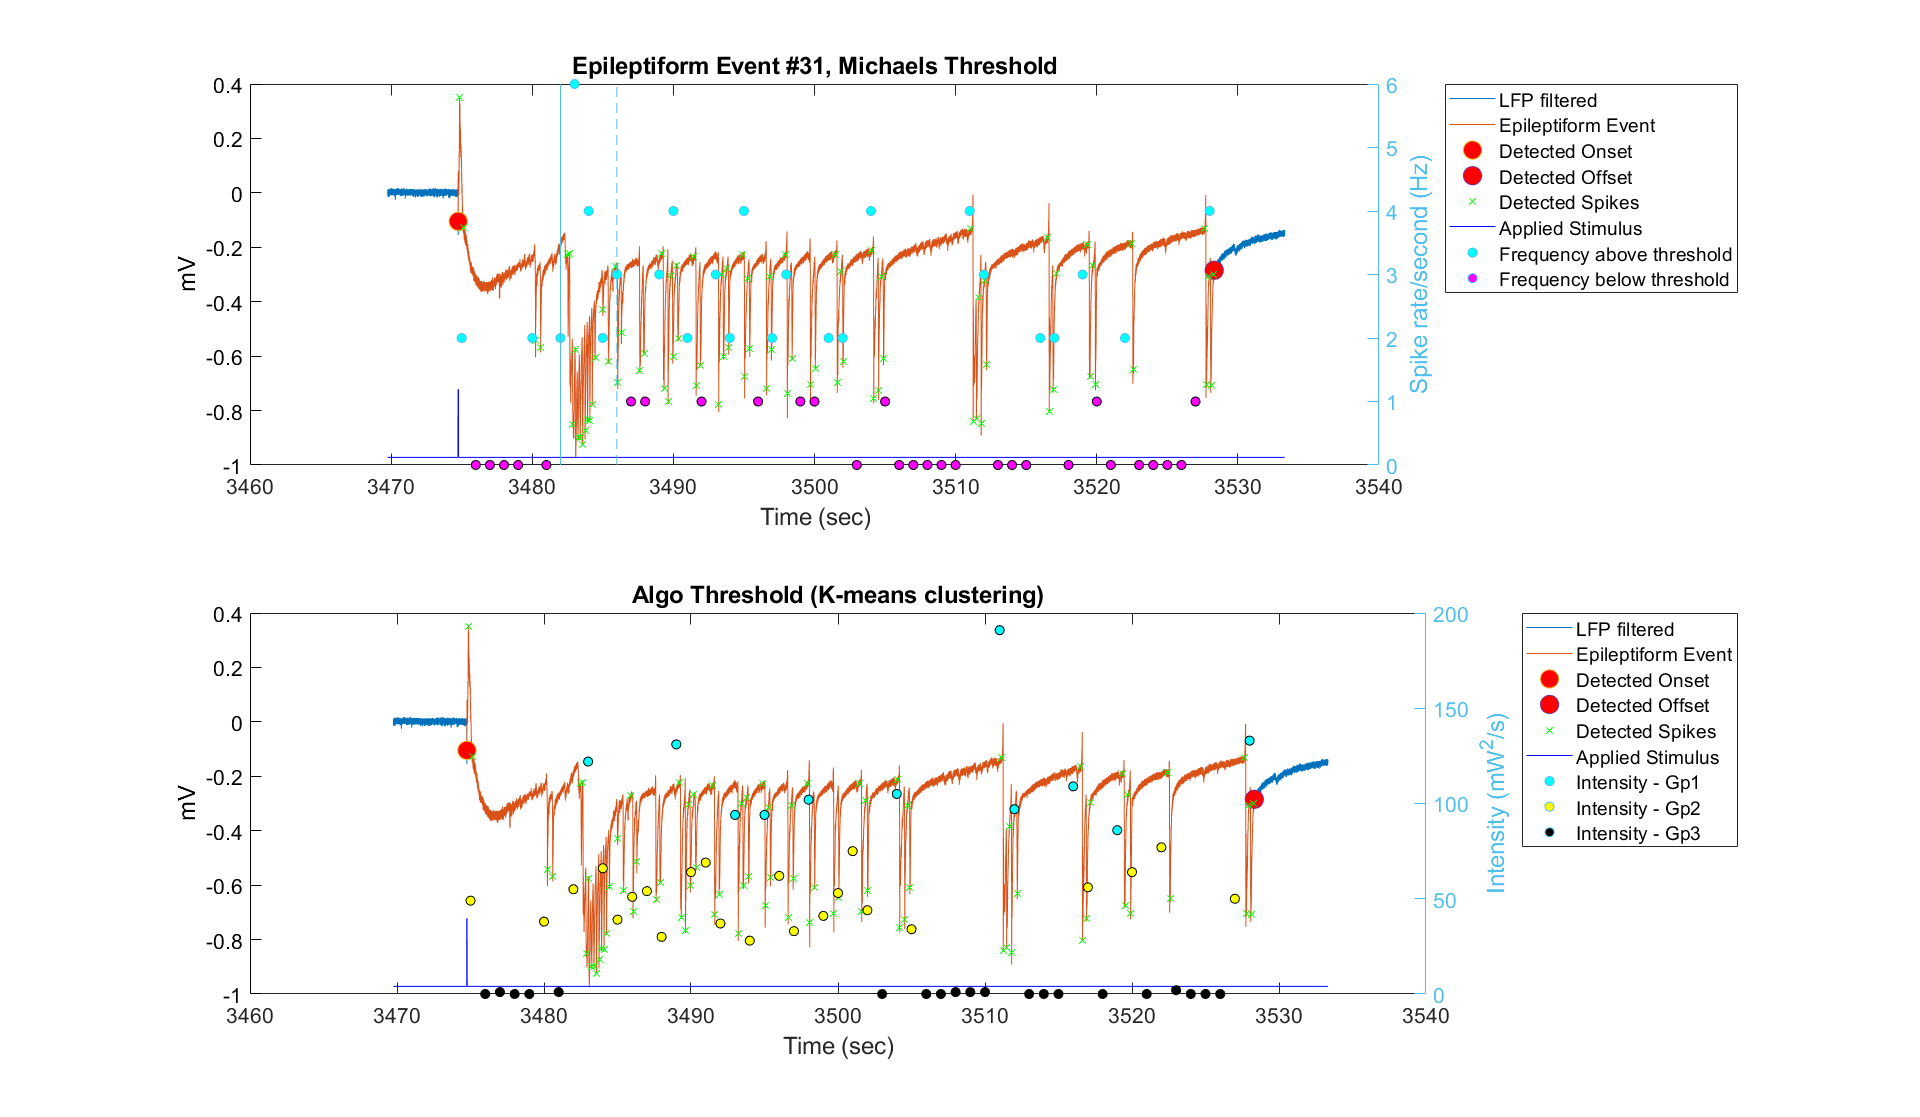 Epileptiform Event #31, Michaels Threshold
0.4
0.2
0
-0.2
-0.4
-0.6
-0.8
-1
mV
3460
3470
3480
3490
3500
3510
3520
3530
3540
Time (sec)
6
5
4
3
2
1
0
Spike rate/second (Hz)
LFP filtered
Epileptiform Event
Detected Onset
Detected Offset
Detected Spikes
Applied Stimulus
Frequency above threshold
Frequency below threshold
Algo Threshold (K-means clustering)
0.4
0.2
0
-0.2
-0.4
-0.6
-0.8
-1
mV
3460
3470
3480
3490
3500
3510
3520
3530
3540
Time (sec)
200
150
100
50
0
Intensity (mW²/s)
LFP filtered
Epileptiform Event
Detected Onset
Detected Offset
Detected Spikes
Applied Stimulus
Intensity - Gp1
Intensity - Gp2
Intensity - Gp3